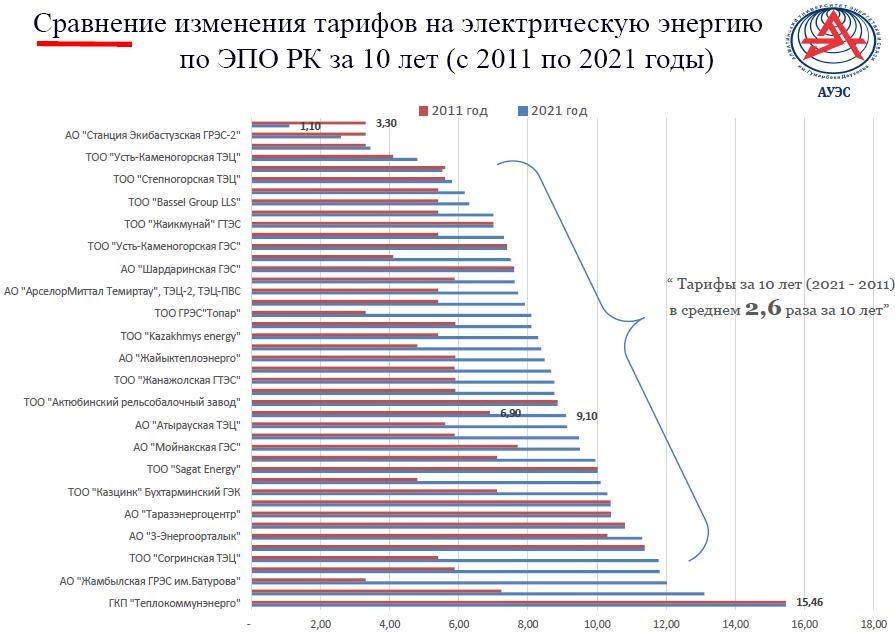 Сравнение изменения тарифов на электрическую энергию
по ЭПО РК за 10 лет (с 2011 по 2021 годы)
АУЭС
2011 год
2021 год
3,30
1,10
АО "Станция Экибастузская ГРЭС-2"
ТОО "Усть-Каменогорская ТЭЦ"
ТОО "Степногорская ТЭЦ"
ТОО "Bassel Group LLS"
ТОО "Жаикмунай" ГТЭС
ТОО "Усть-Каменогорская ГЭС"
АО "Шардаринская ГЭС"
АО "АрселорМиттал Темиртау", ТЭЦ-2, ТЭЦ-ПВС
“ Тарифы за 10 лет (2021 - 2011)
в среднем 2,6 раза за 10 лет”
ТОО ГРЭС"Топар"
ТОО "Kazakhmys energy"
АО "Жайыктеплоэнерго"
ТОО "Жанажолская ГТЭС"
ТОО "Актюбинский рельсобалочный завод"
6,90
9,10
АО "Атырауская ТЭЦ"
АО "Мойнакская ГЭС"
ТОО "Sagat Energy"
ТОО "Казцинк" Бухтарминский ГЭК
АО "Таразэнергоцентр"
АО "3-Энергоорталык"
ТОО "Согринская ТЭЦ"
АО "Жамбылская ГРЭС им.Батурова"
ГКП "Теплокоммунэнерго"
15,46
- 2,00 4,00 6,00 8,00 10,00 12,00 14,00 16,00 18,00